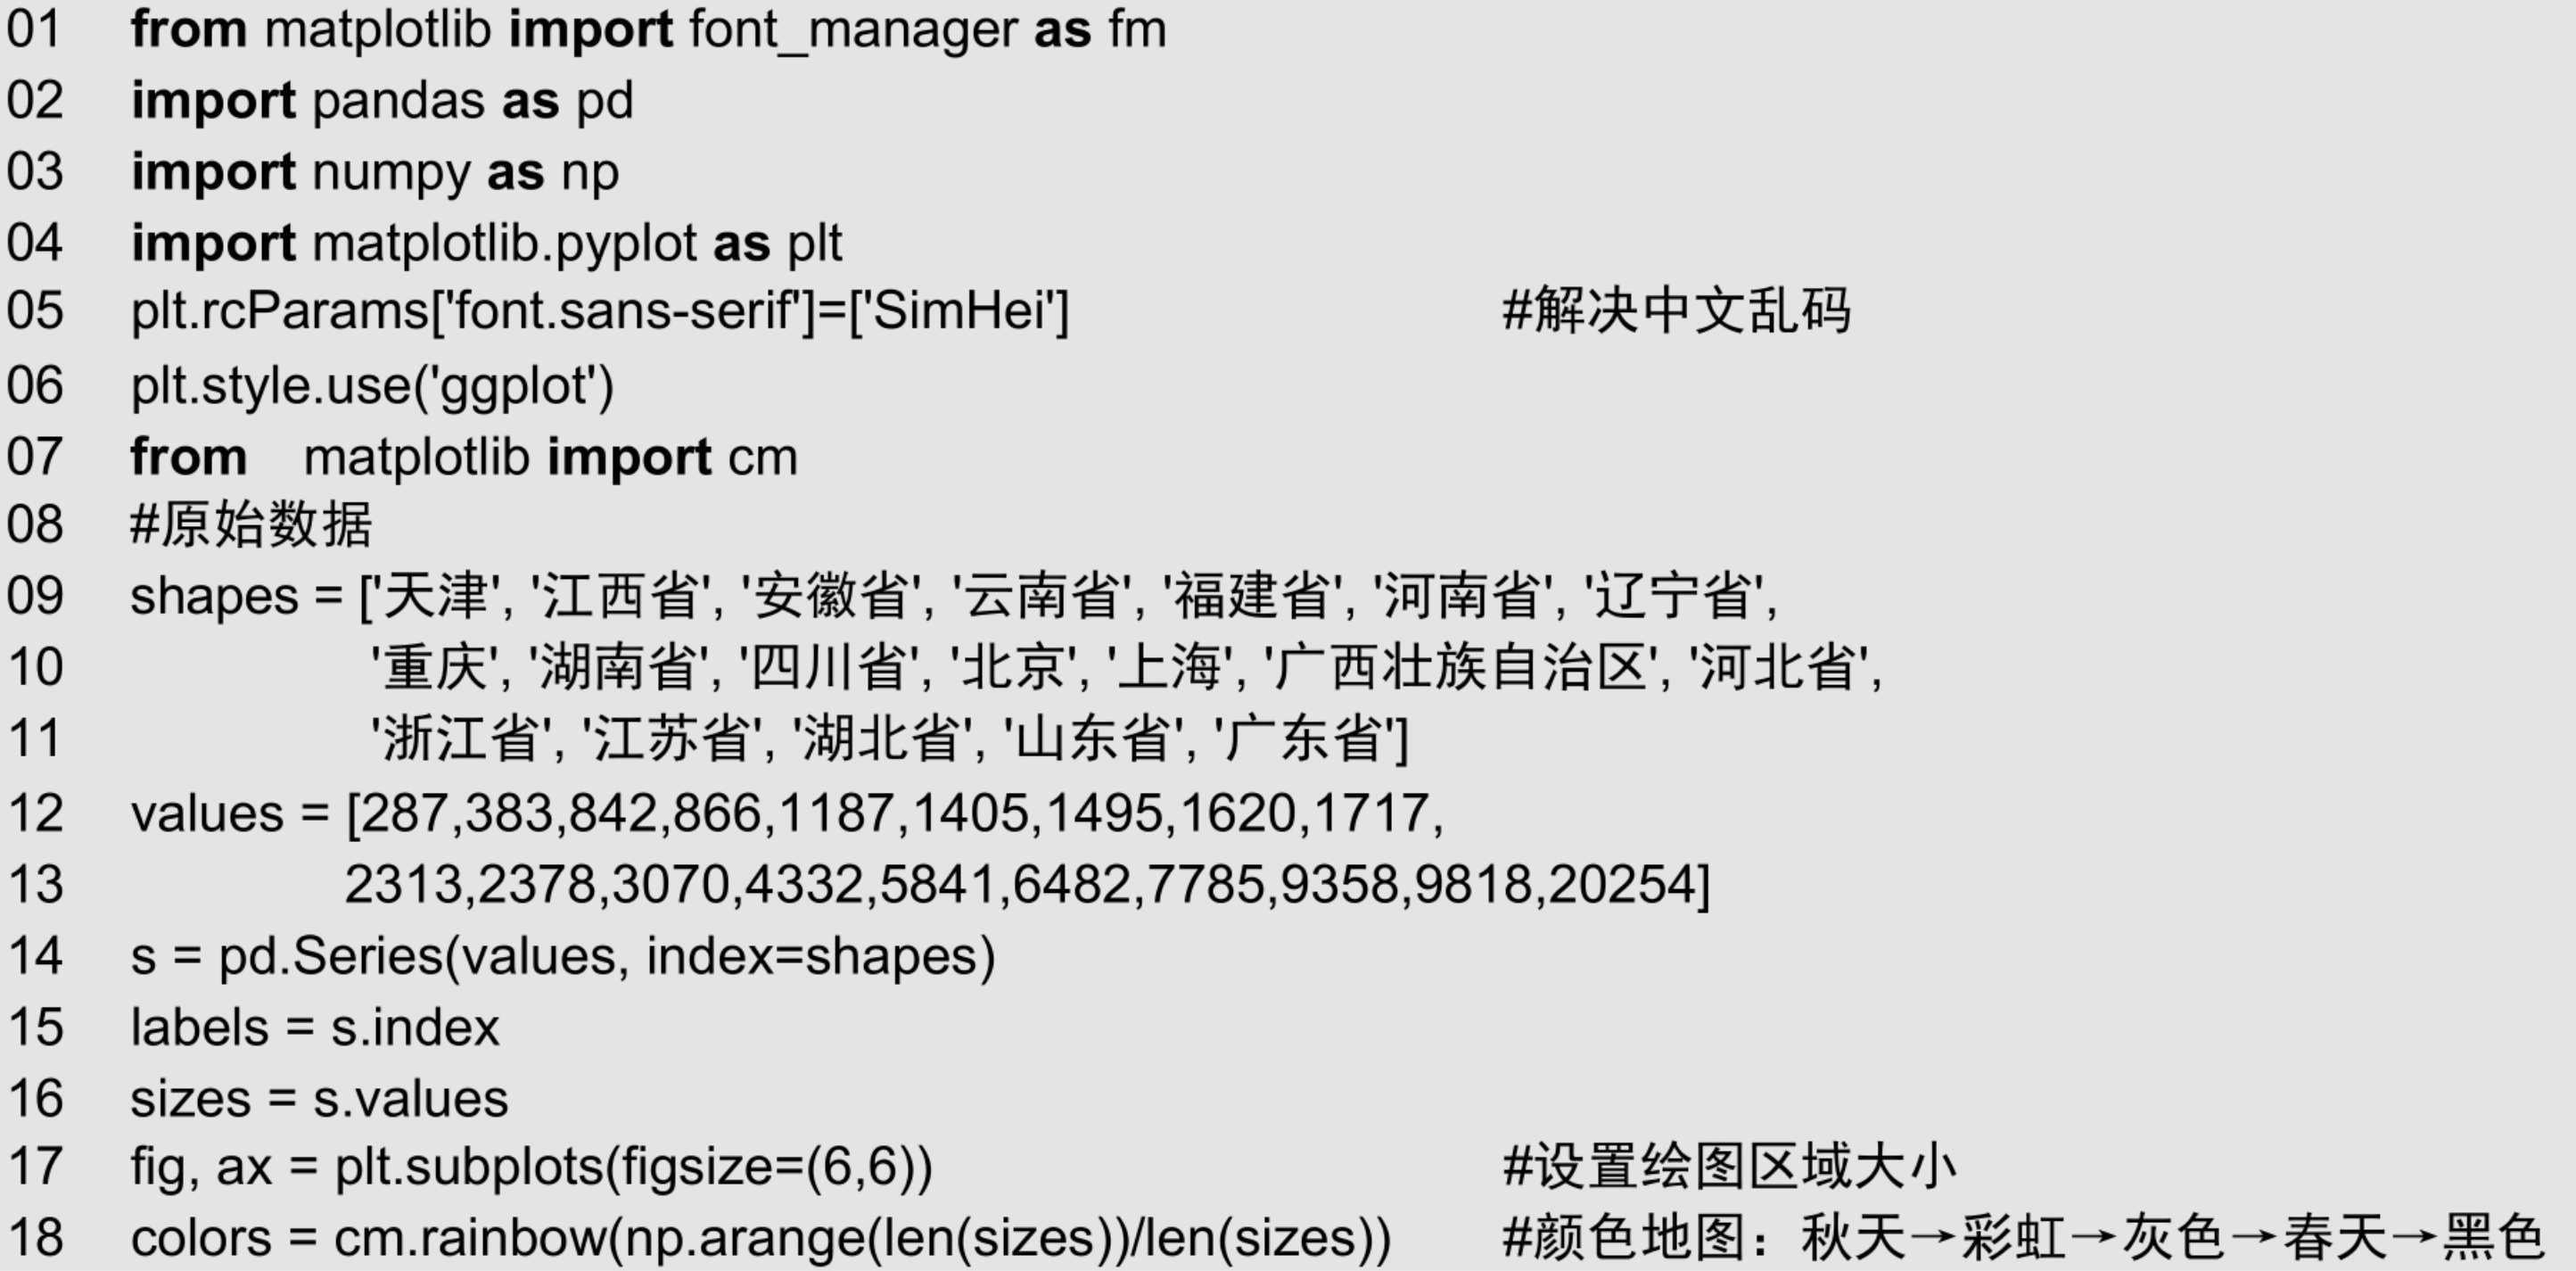 01 from matplotlib import font_manager as fm
02 import pandas as pd
03 import numpy as np
04 import matplotlib.pyplot as plt
05 plt.rcParams['font.sans-serif']=['SimHei'] #解决中文乱码
06 plt.style.use('ggplot')
07 from matplotlib import cm
08 #原始数据
09 shapes = ['天津', '江西省', '安徽省', '云南省', '福建省', '河南省', '辽宁省',
10 '重庆', '湖南省', '四川省', '北京', '上海', '广西壮族自治区', '河北省',
11 '浙江省', '江苏省', '湖北省', '山东省', '广东省']
12 values = [287,383,842,866,1187,1405,1495,1620,1717,
13 2313,2378,3070,4332,5841,6482,7785,9358,9818,20254]
14 s = pd.Series(values, index=shapes)
15 labels = s.index
16 sizes = s.values
17 fig, ax = plt.subplots(figsize=(6,6)) #设置绘图区域大小
18 colors = cm.rainbow(np.arange(len(sizes))/len(sizes)) #颜色地图：秋天→彩虹→灰色→春天→黑色